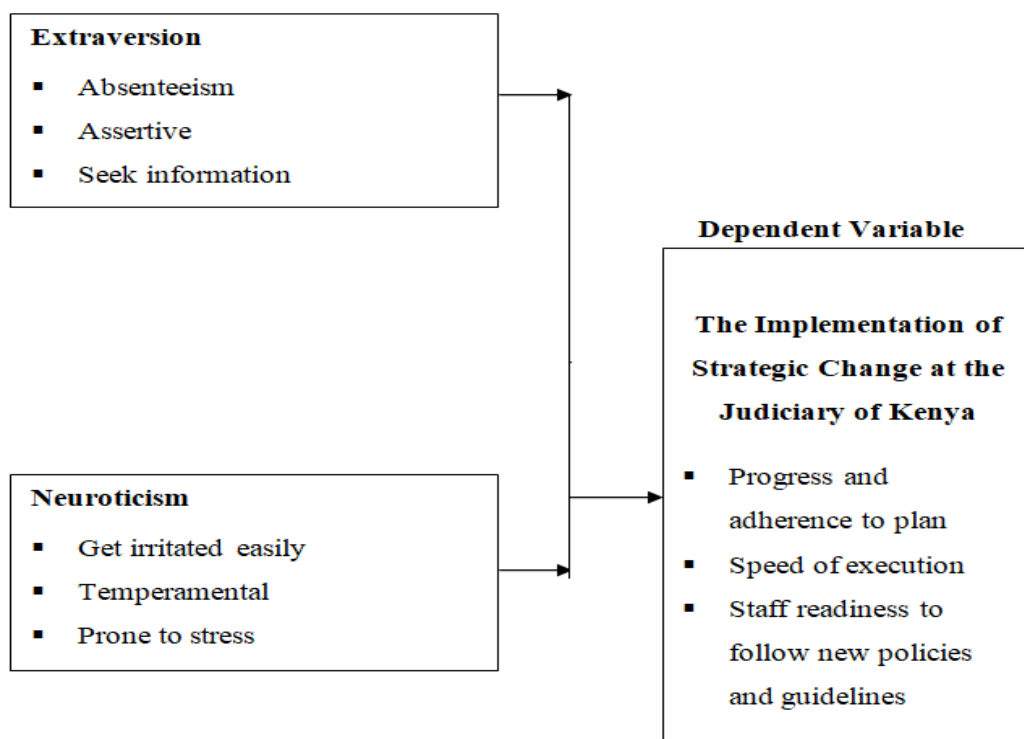 Extraversion
▪ Absenteeism
▪ Assertive
▪ Seek information
Neuroticism
▪ Get irritated easily
▪ Temperamental
▪ Prone to stress
Dependent Variable
The Implementation of
Strategic Change at the
Judiciary of Kenya
▪ Progress and
adherence to plan
▪ Speed of execution
▪ Staff readiness to
follow new policies
and guidelines